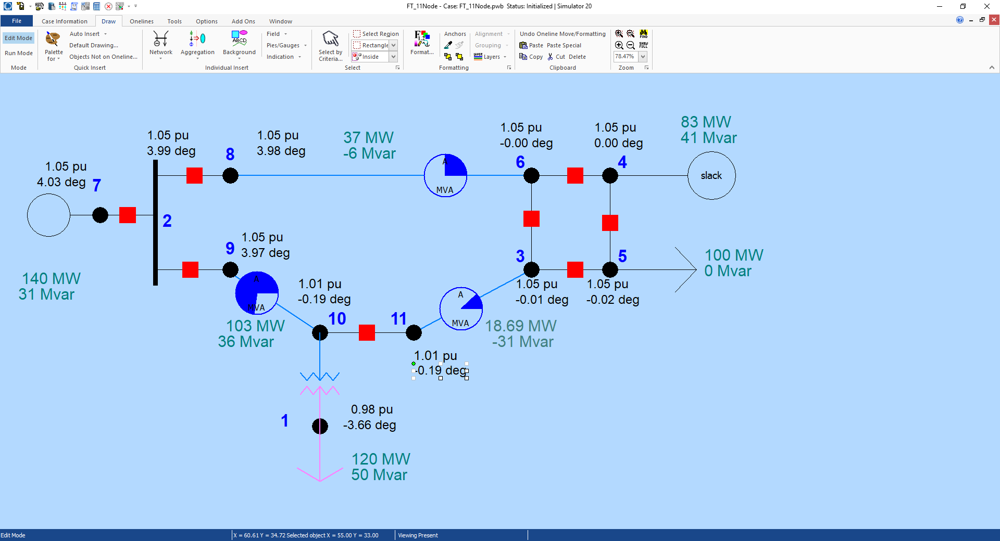 FT_11Node - Case: FT_11Node.pwb Status: Initialized | Simulator 20
File Case Information Draw Onelines Tools Options Add Ons Window
Edit Mode
Run Mode
Mode
Palette for
Auto Insert
Default Drawing...
Objects Not on Oneline...
Quick Insert
Network
Aggregation
ABCD
Background
Field
Pies/Gauges
Indication
Individual Insert
Select by Criteria...
Select Region
Rectangle
Inside
Select
Format...
Anchors
Alignment
Grouping
Layers
Formatting
Undo Oneline Move/Formatting
Paste Paste Special
Copy Cut Delete
Clipboard
78.47%
Zoom
83 MW
41 Mvar
1.05 pu
-0.00 deg
1.05 pu
0.00 deg
1.05 pu
3.99 deg
1.05 pu
3.98 deg
37 MW
-6 Mvar
8
6
4
1.05 pu
4.03 deg
7
A
MVA
slack
2
1.05 pu
3.97 deg
9
3
5
100 MW
0 Mvar
140 MW
31 Mvar
A
MVA
1.01 pu
-0.19 deg
1.05 pu
-0.01 deg
1.05 pu
-0.02 deg
A
MVA
10
11
103 MW
36 Mvar
18.69 MW
-31 Mvar
1.01 pu
-0.19 deg
1
0.98 pu
-3.66 deg
120 MW
50 Mvar
Edit Mode
X = 60.61 Y = 34.72 Selected object X = 55.00 Y = 33.00
Viewing Present